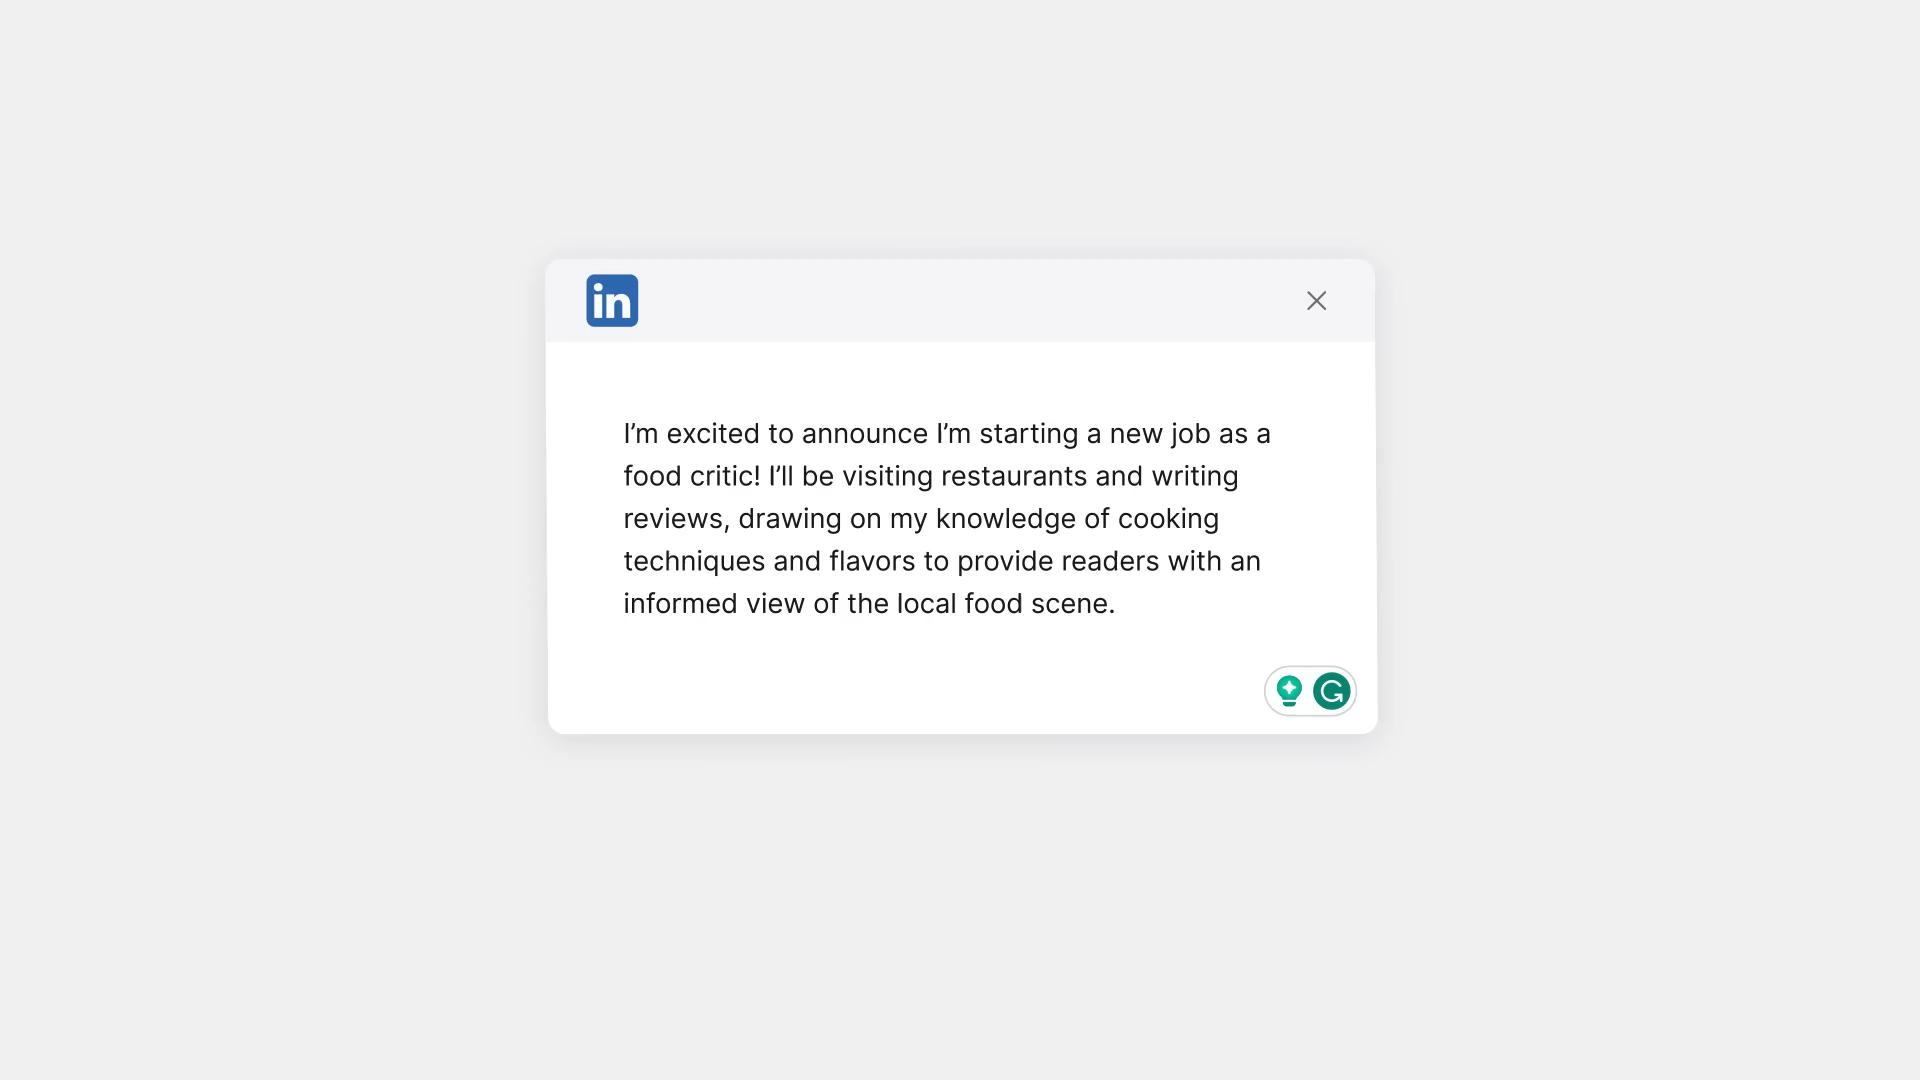 in
I’m excited to announce I’m starting a new job as a
food critic! I’ll be visiting restaurants and writing
reviews, drawing on my knowledge of cooking
techniques and flavors to provide readers with an
informed view of the local food scene.